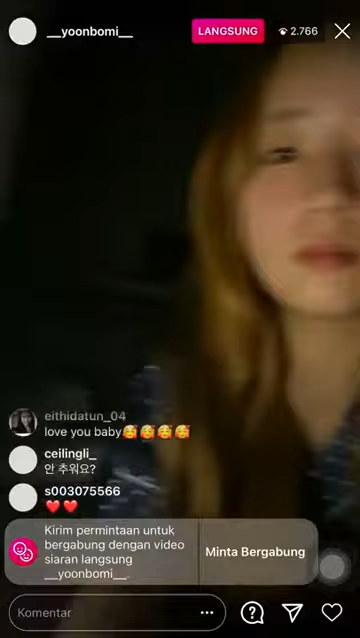 __yoonbomi__
LANGSUNG
2.766
eithidatun_04
love you baby🥰🥰🥰🥰
ceilingli_
안 추워요?
s003075566
❤️❤️
Kirim permintaan untuk
bergabung dengan video
siaran langsung
__yoonbomi__.
Minta Bergabung
Komentar